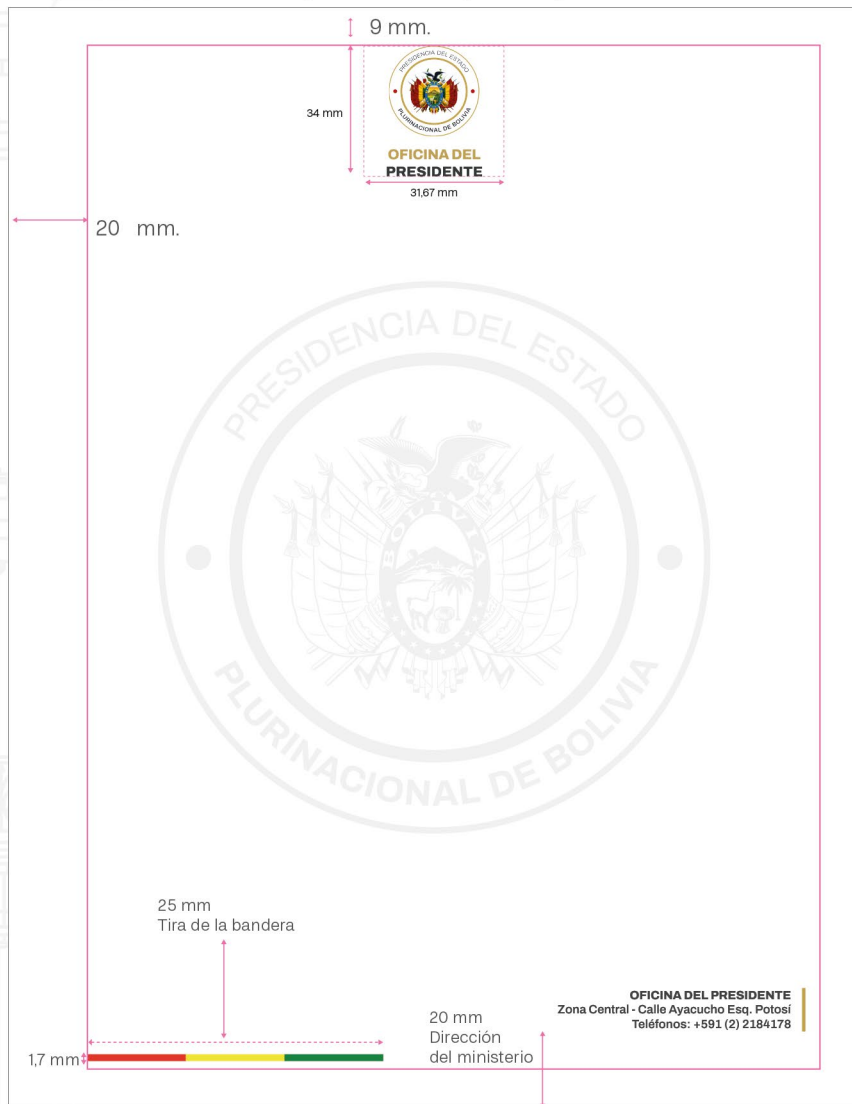 9 mm.
PRESIDENCIA DEL ESTADO
PLURINACIONAL DE BOLIVIA
34 mm
OFICINA DEL
PRESIDENTE
31,67 mm
20 mm.
PRESIDENCIA DEL ESTADO
BOLIVIA
PLURINACIONAL DE BOLIVIA
25 mm
Tira de la bandera
OFICINA DEL PRESIDENTE
Zona Central - Calle Ayacucho Esq. Potosí
Teléfonos: +591 (2) 2184178
20 mm
Dirección
del ministerio
1,7 mm